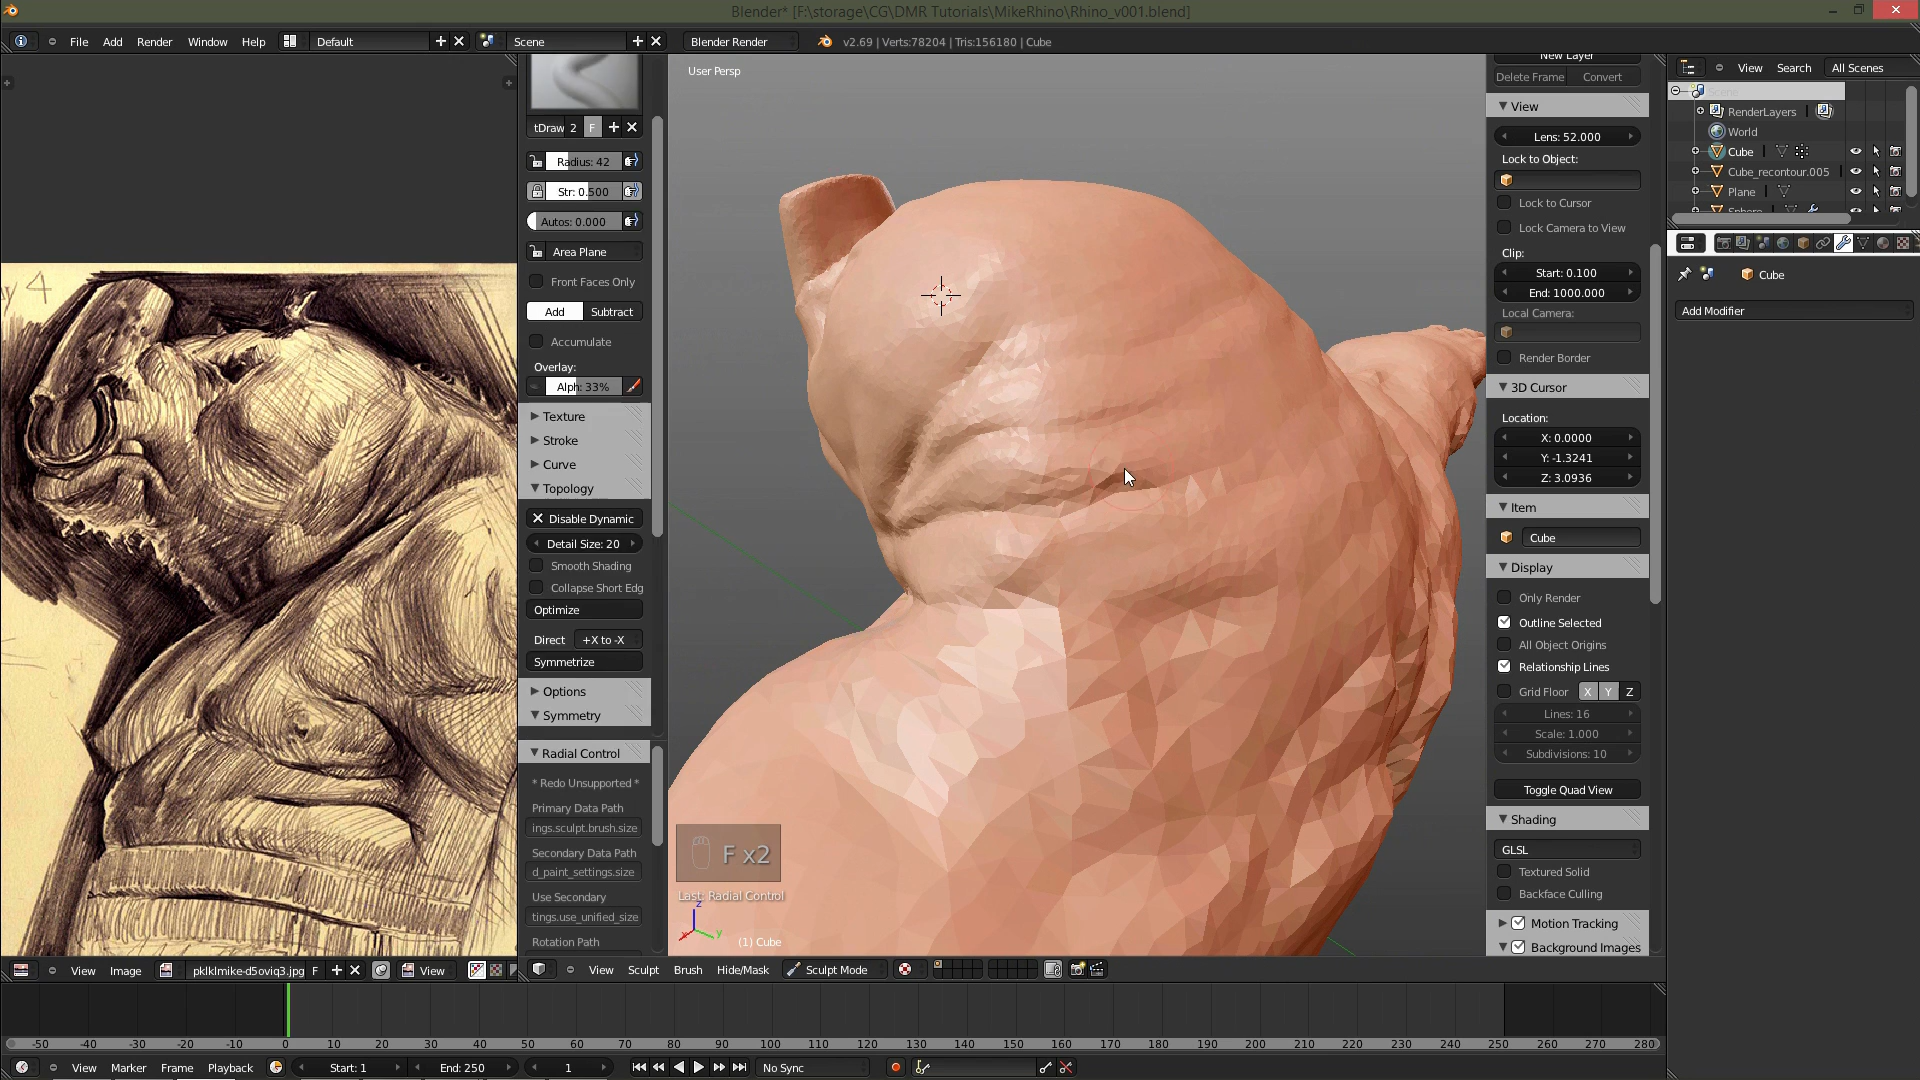 Blender* [F:\storage\CG\DMR Tutorials\MikeRhino\Rhino_v001.blend]
File Add Render Window Help Default Scene Blender Render v2.69 | Verts:78204 | Tris:156180 | Cube
User Persp
tDraw 2 F
Radius: 42
Str: 0.500
Autos: 0.000
Area Plane
Front Faces Only
Add Subtract
Accumulate
Overlay:
Alph: 33%
Texture
Stroke
Curve
Topology
Disable Dynamic
Detail Size: 20
Smooth Shading
Collapse Short Edg
Optimize
Direct +X to -X
Symmetrize
Options
Symmetry
Radial Control
* Redo Unsupported *
Primary Data Path
ings.sculpt.brush.size
Secondary Data Path
d_paint_settings.size
Use Secondary
tings.use_unified_size
Rotation Path
F x2
Last: Radial Control
z
x
y
(1) Cube
New Layer
Delete Frame Convert
View
Lens: 52.000
Lock to Object:
Lock to Cursor
Lock Camera to View
Clip:
Start: 0.100
End: 1000.000
Local Camera:
Render Border
3D Cursor
Location:
X: 0.0000
Y: -1.3241
Z: 3.0936
Item
Cube
Display
Only Render
Outline Selected
All Object Origins
Relationship Lines
Grid Floor X Y Z
Lines: 16
Scale: 1.000
Subdivisions: 10
Toggle Quad View
Shading
GLSL
Textured Solid
Backface Culling
Motion Tracking
Background Images
View Search All Scenes
Scene
RenderLayers
World
Cube
Cube_recontour.005
Plane
Sphere
Cube
Add Modifier
View Image pklklmike-d5oviq3.jpg F View
View Sculpt Brush Hide/Mask Sculpt Mode
-50 -40 -30 -20 -10 0 10 20 30 40 50 60 70 80 90 100 110 120 130 140 150 160 170 180 190 200 210 220 230 240 250 260 270 280
View Marker Frame Playback Start: 1 End: 250 1 No Sync